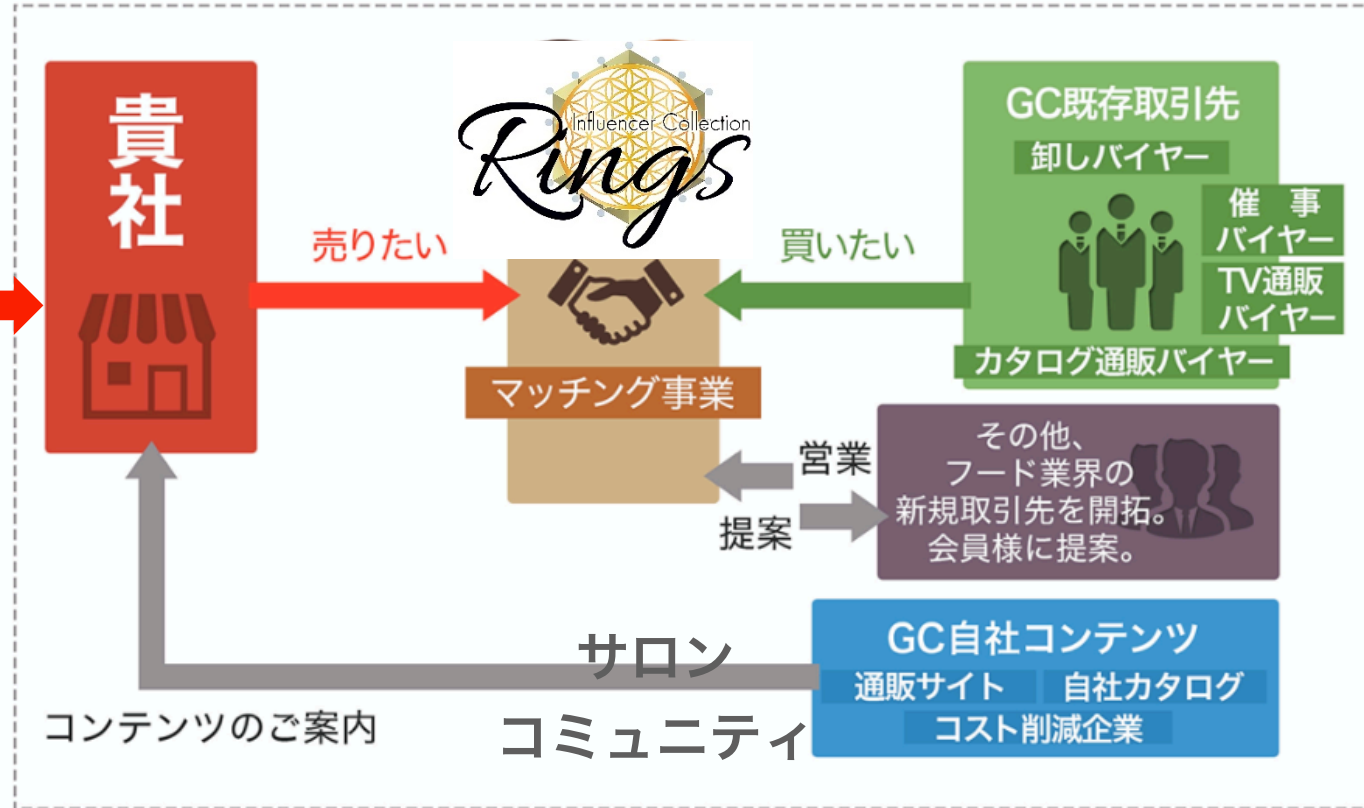 貴
社
Influencer Collection
Rings
売りたい
買いたい
マッチング事業
GC既存取引先
卸しバイヤー
催 事
バイヤー
TV通販
バイヤー
カタログ通販バイヤー
営業
提案
その他、
フード業界の
新規取引先を開拓。
会員様に提案。
GC自社コンテンツ
通販サイト 自社カタログ
コスト削減企業
サロン
コミュニティ
コンテンツのご案内